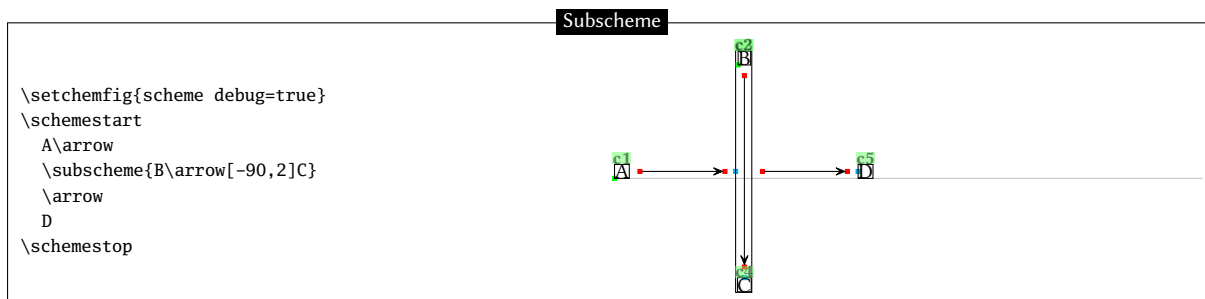 Subscheme
\setchemfig{scheme debug=true}
\schemestart
A\arrow
\subscheme{B\arrow[-90,2]C}
\arrow
D
\schemestop
c2
B
c1
A
c5
D
c4
C